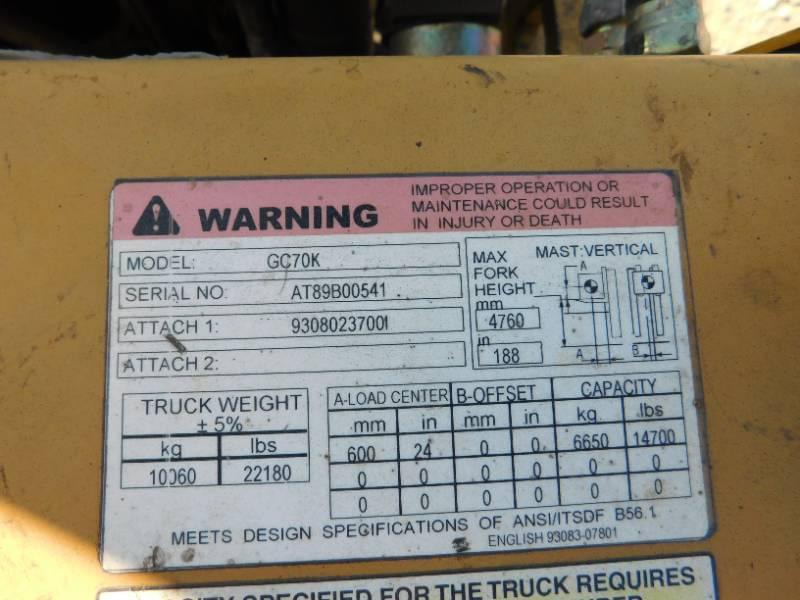 WARNING
IMPROPER OPERATION OR
MAINTENANCE COULD RESULT
IN INJURY OR DEATH
MODEL: GC70K
SERIAL NO: AT89B00541
ATTACH 1: 93080237001
ATTACH 2:
MAX
FORK
HEIGHT
mm
4760
in
188
MAST:VERTICAL
A
A B
TRUCK WEIGHT
± 5%
kg lbs
10060 22180
A-LOAD CENTER B-OFFSET CAPACITY
mm in mm in kg lbs
600 24 0 0 6650 14700
0 0 0 0 0 0
0 0 0 0 0 0
MEETS DESIGN SPECIFICATIONS OF ANSI/ITSDF B56.1
ENGLISH 93083-07801
SPECIFIED FOR THE TRUCK REQUIRES